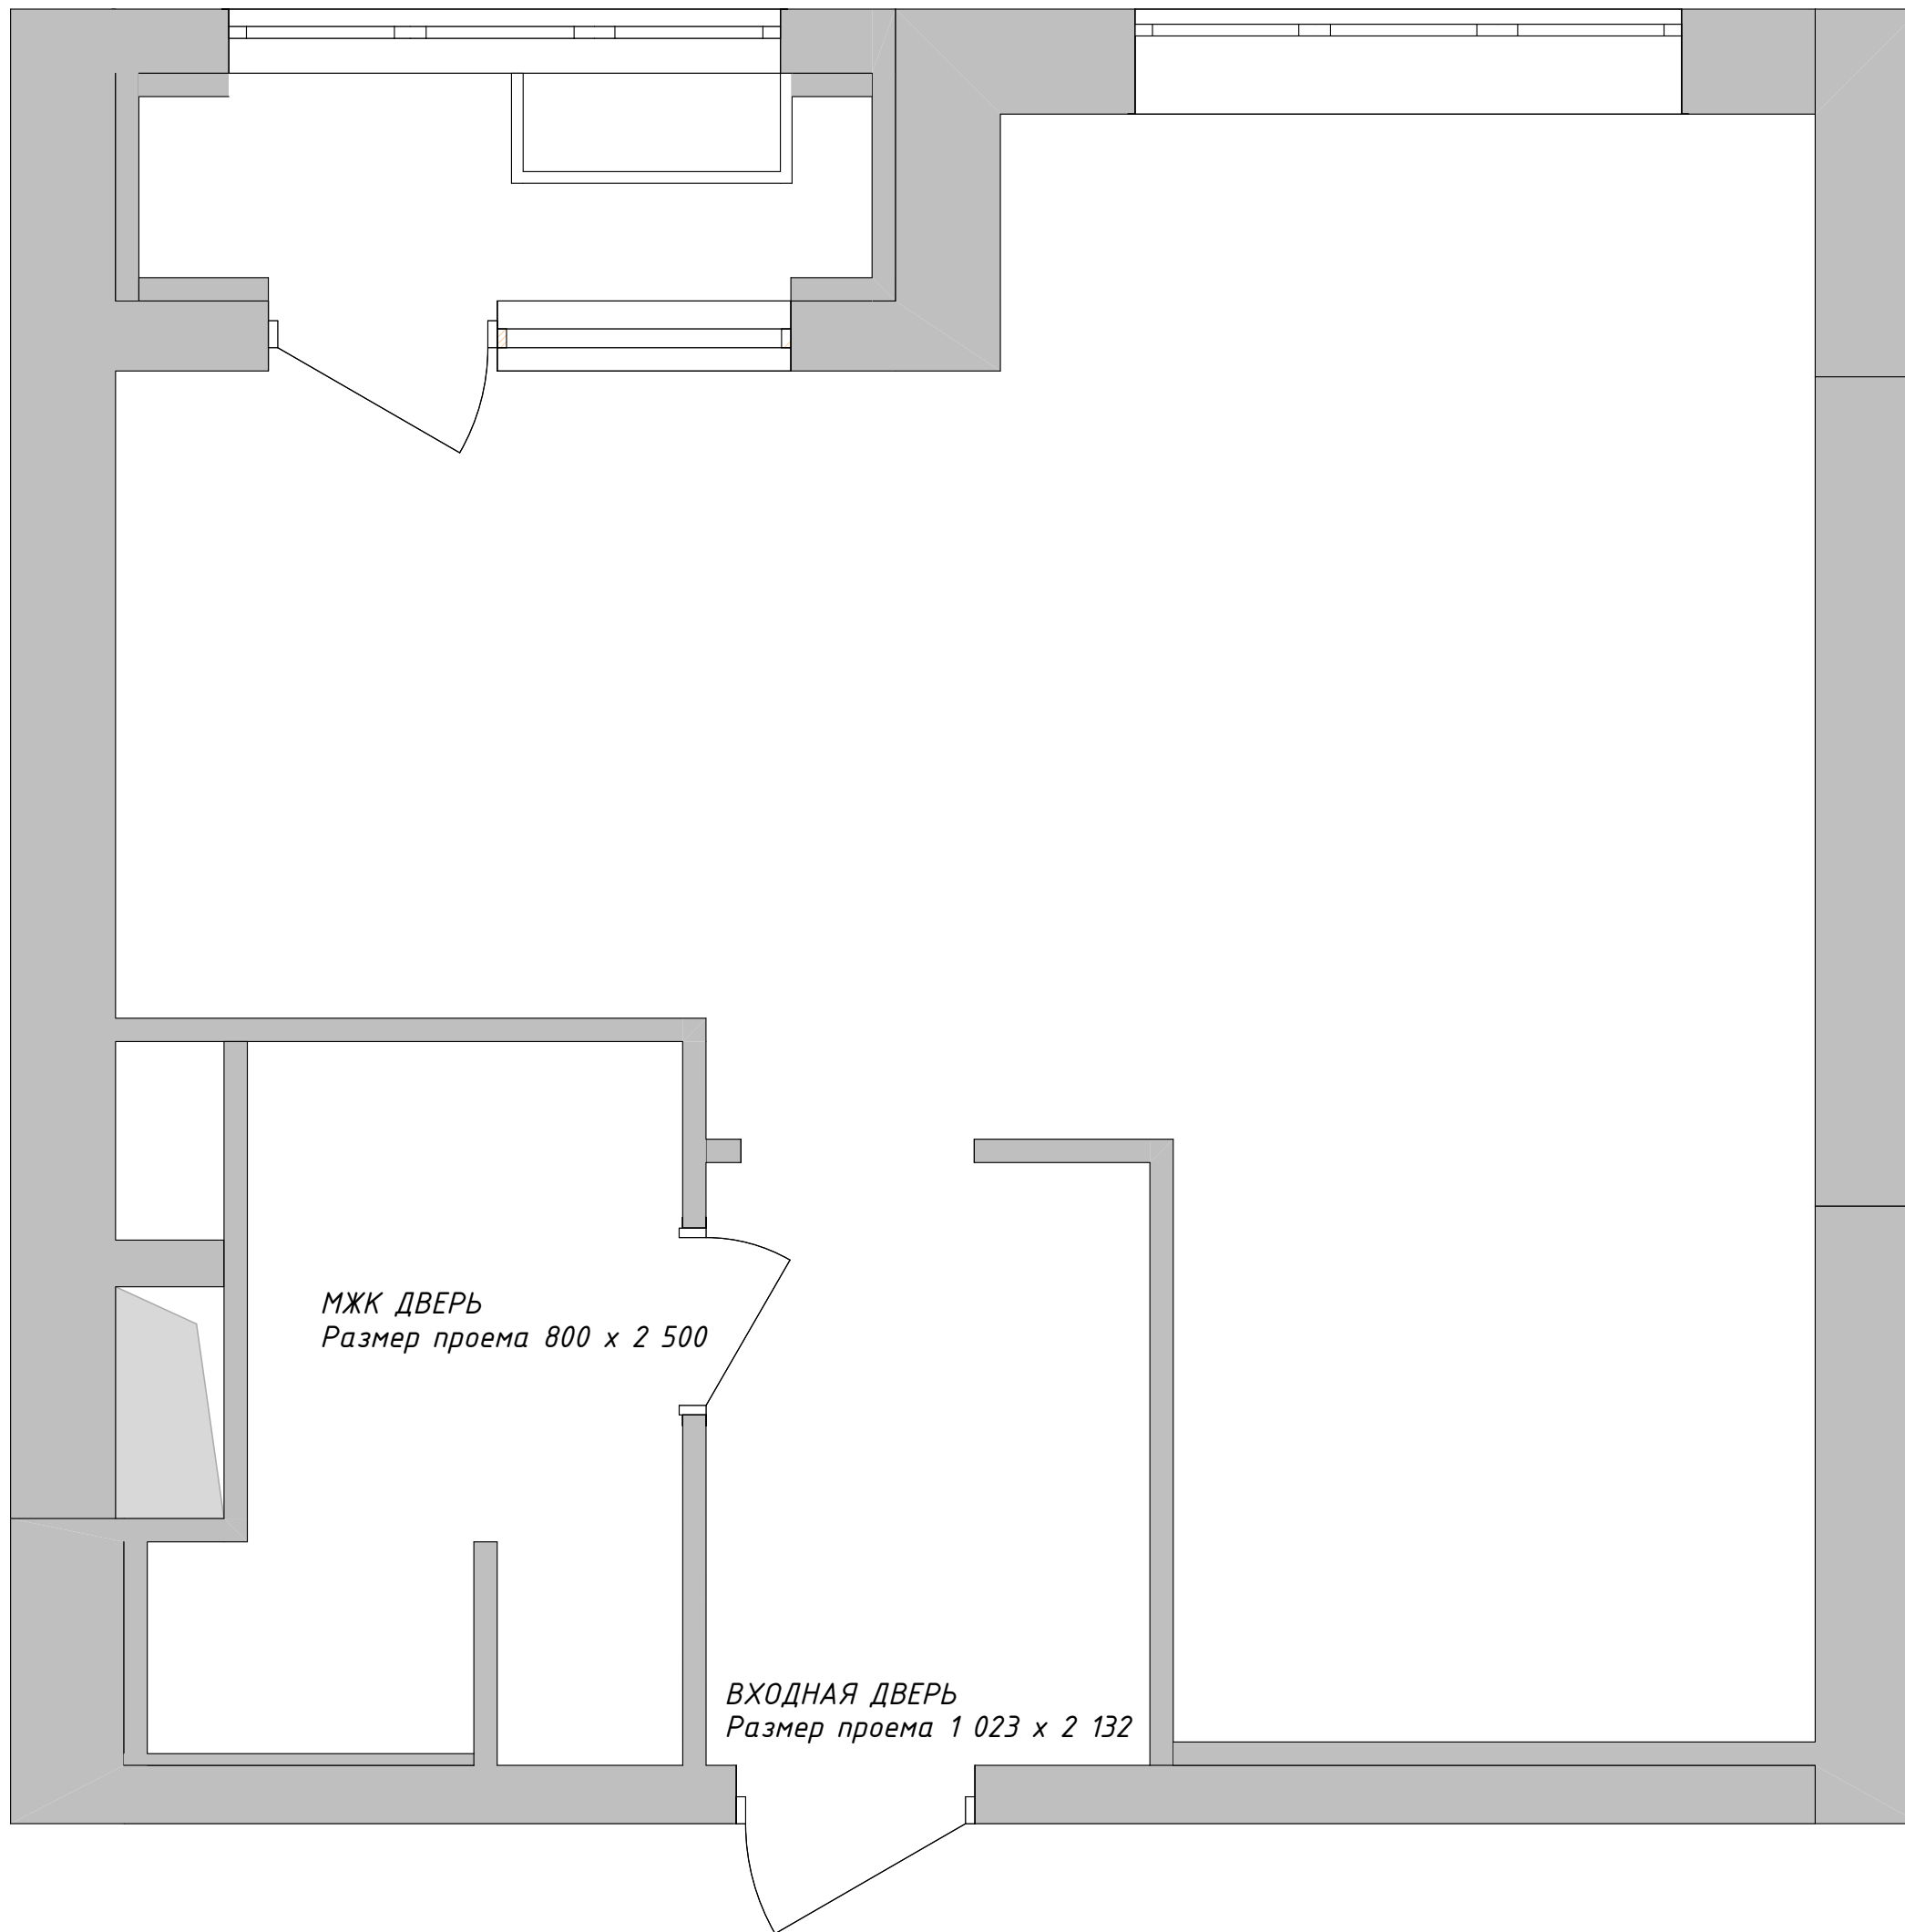 МЖК ДВЕРЬ
Размер проема 800 х 2 500
ВХОДНАЯ ДВЕРЬ
Размер проема 1 023 х 2 132